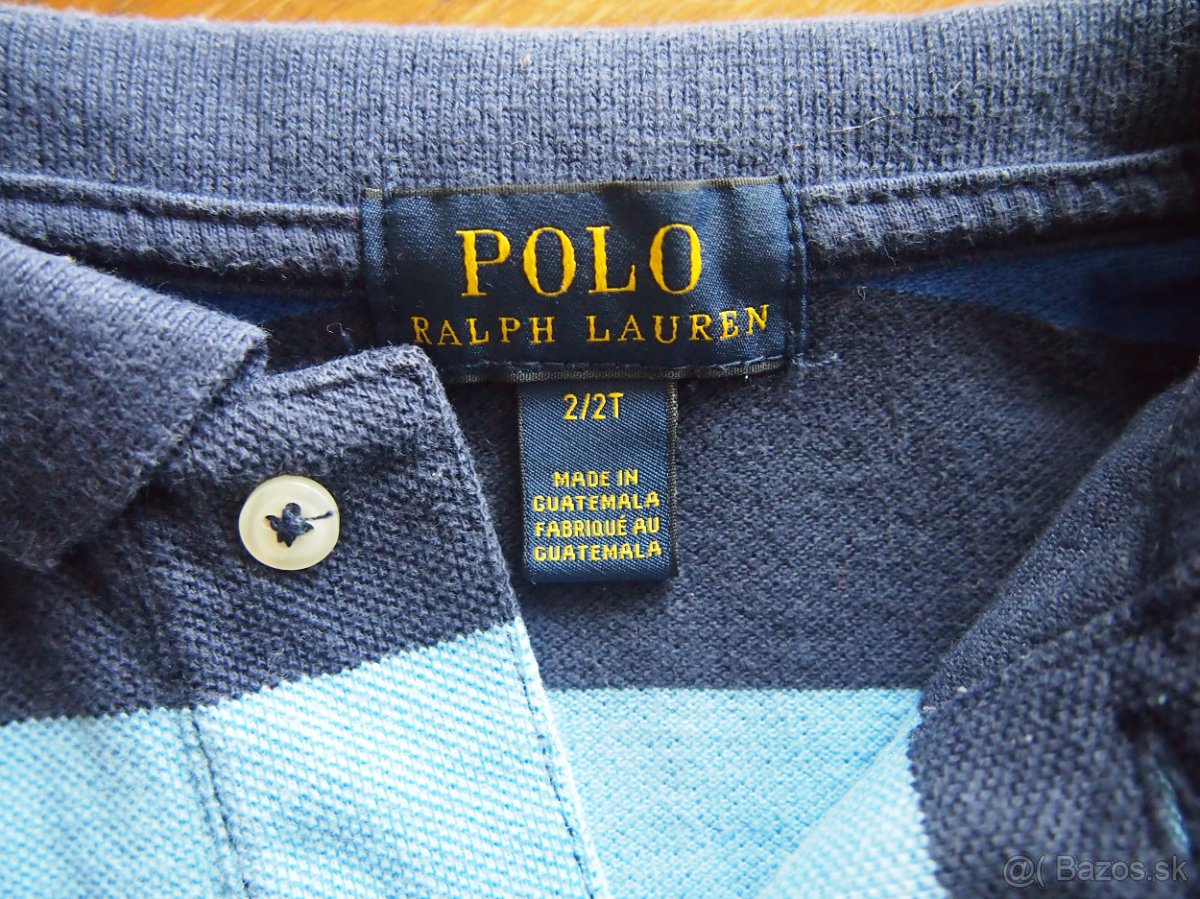 POLO
RALPH LAUREN
2/2T
MADE IN
GUATEMALA
FABRIQUÉ AU
GUATEMALA
@( Bazos.sk